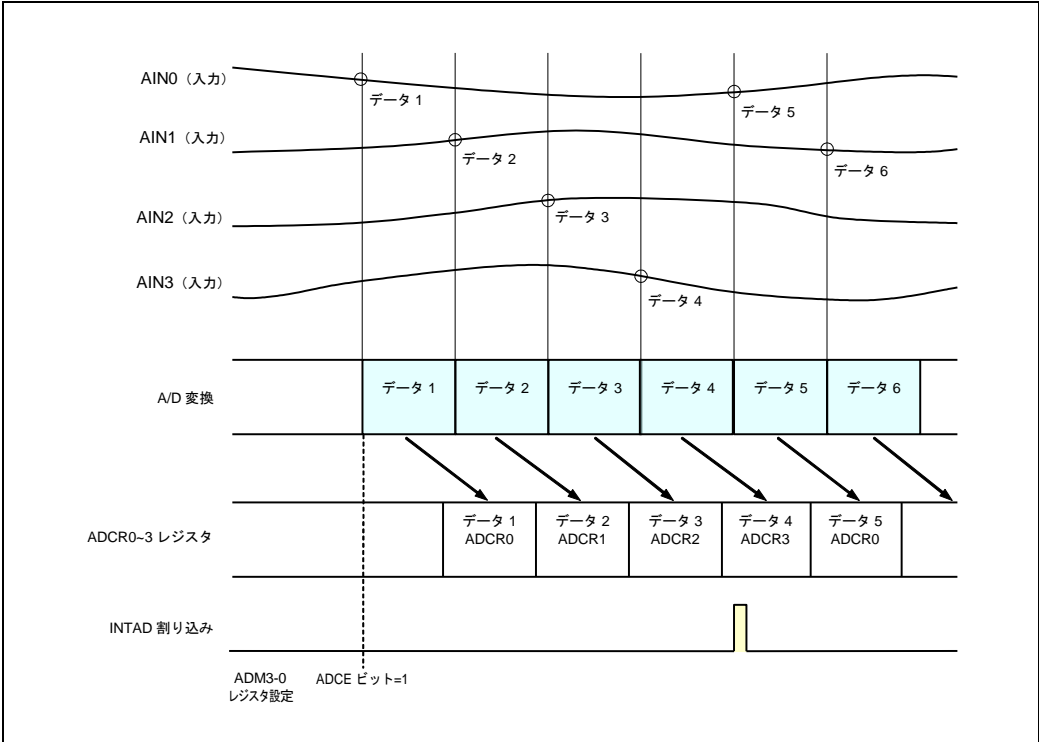 AIN0（入力）
データ 1
データ 5
AIN1（入力）
データ 2
データ 6
AIN2（入力）
データ 3
AIN3（入力）
データ 4
A/D 変換
データ 1
データ 2
データ 3
データ 4
データ 5
データ 6
ADCR0~3 レジスタ
データ 1
ADCR0
データ 2
ADCR1
データ 3
ADCR2
データ 4
ADCR3
データ 5
ADCR0
INTAD 割り込み
ADM3-0
レジスタ設定
ADCE ビット=1